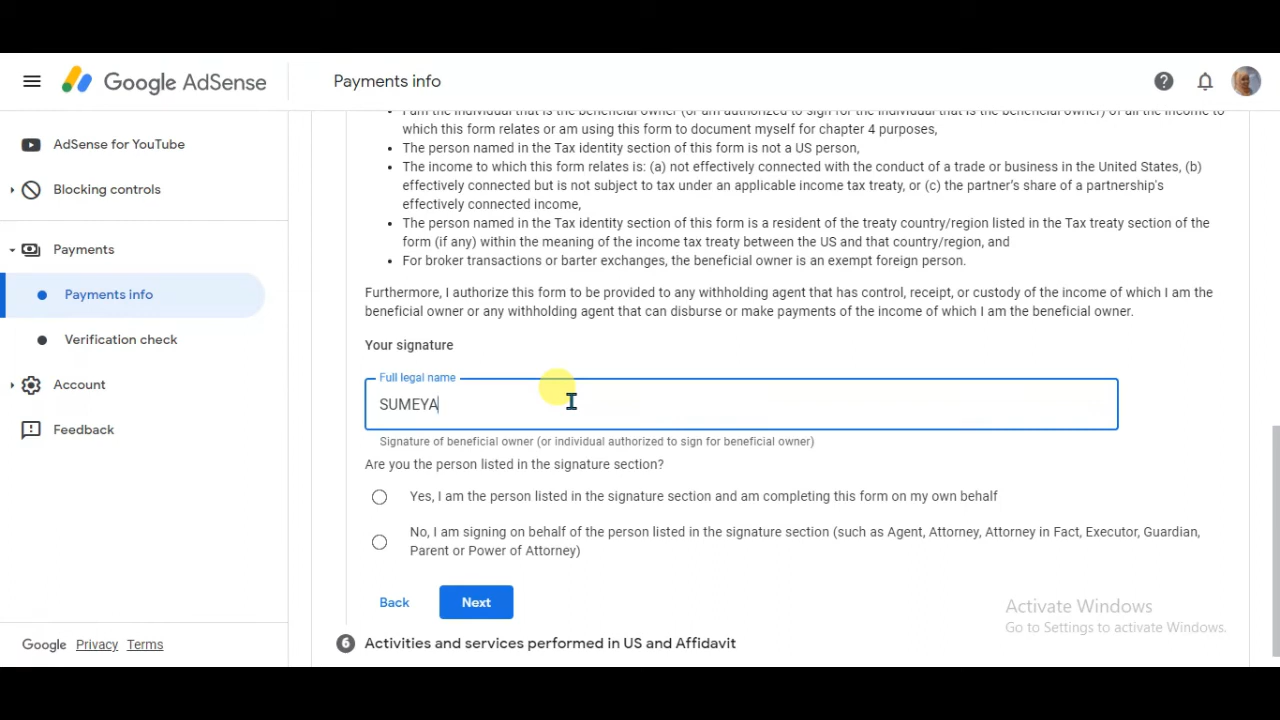 Google AdSense
Payments info
AdSense for YouTube
Blocking controls
Payments
Payments info
Verification check
Account
Feedback
Google Privacy Terms
I am the individual that is the beneficial owner (or am authorized to sign for the individual that is the beneficial owner) of all the income to
which this form relates or am using this form to document myself for chapter 4 purposes,
The person named in the Tax identity section of this form is not a US person,
The income to which this form relates is: (a) not effectively connected with the conduct of a trade or business in the United States, (b)
effectively connected but is not subject to tax under an applicable income tax treaty, or (c) the partner's share of a partnership's
effectively connected income,
The person named in the Tax identity section of this form is a resident of the treaty country/region listed in the Tax treaty section of the
form (if any) within the meaning of the income tax treaty between the US and that country/region, and
For broker transactions or barter exchanges, the beneficial owner is an exempt foreign person.
Furthermore, I authorize this form to be provided to any withholding agent that has control, receipt, or custody of the income of which I am the
beneficial owner or any withholding agent that can disburse or make payments of the income of which I am the beneficial owner.
Your signature
Full legal name
SUMEYA
Signature of beneficial owner (or individual authorized to sign for beneficial owner)
Are you the person listed in the signature section?
Yes, I am the person listed in the signature section and am completing this form on my own behalf
No, I am signing on behalf of the person listed in the signature section (such as Agent, Attorney, Attorney in Fact, Executor, Guardian,
Parent or Power of Attorney)
Back Next
Activate Windows
Go to Settings to activate Windows.
6 Activities and services performed in US and Affidavit